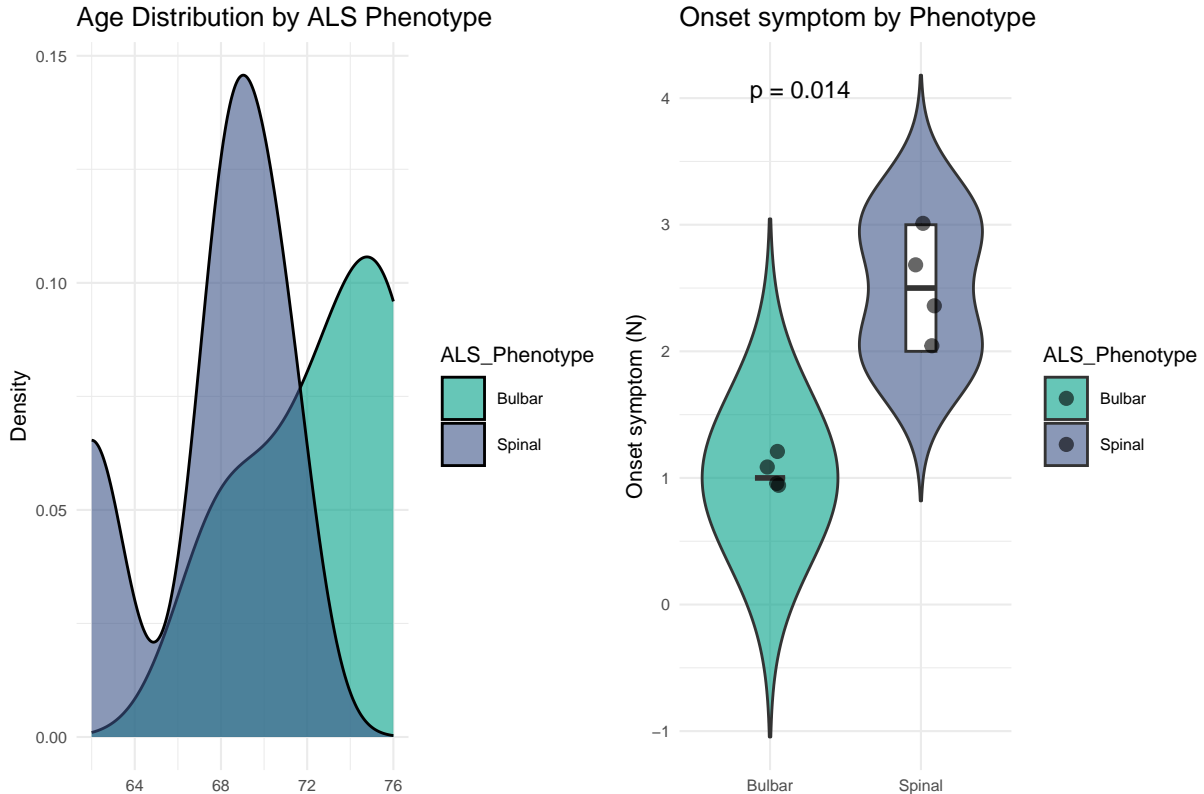 Age Distribution by ALS Phenotype
0.15
0.10
0.05
0.00
Density
64
68
72
76
ALS_Phenotype
Bulbar
Spinal
Onset symptom by Phenotype
p = 0.014
4
3
2
1
0
−1
Onset symptom (N)
Bulbar
Spinal
ALS_Phenotype
Bulbar
Spinal